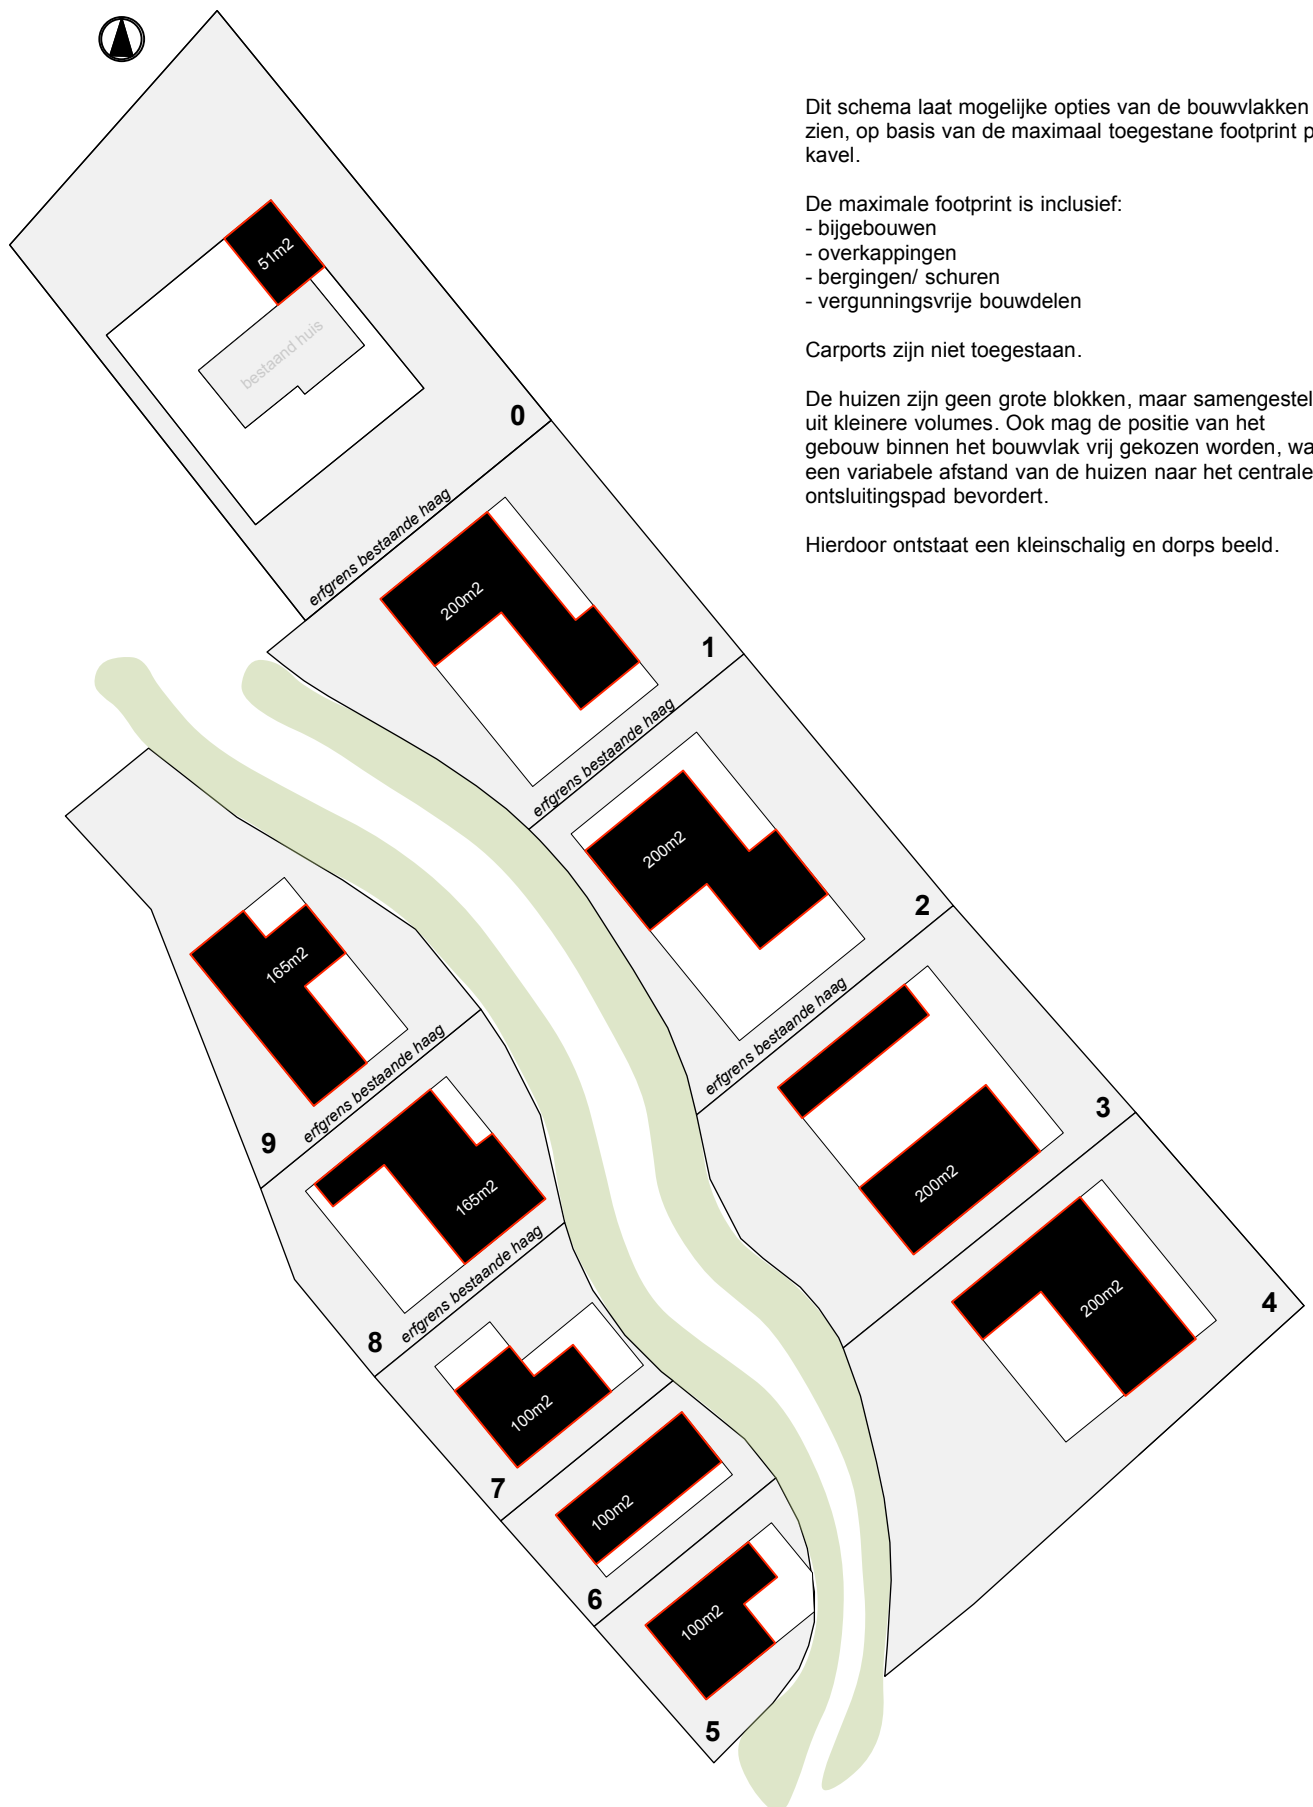 Dit schema laat mogelijke opties van de bouwvlakken
zien, op basis van de maximaal toegestane footprint p
kavel.
De maximale footprint is inclusief:
- bijgebouwen
- overkappingen
- bergingen/ schuren
- vergunningsvrije bouwdelen
Carports zijn niet toegestaan.
De huizen zijn geen grote blokken, maar samengestel
uit kleinere volumes. Ook mag de positie van het
gebouw binnen het bouwvlak vrij gekozen worden, wa
een variabele afstand van de huizen naar het centrale
ontsluitingspad bevordert.
Hierdoor ontstaat een kleinschalig en dorps beeld.
51m2
bestaand huis
0
erfgrens bestaande haag
200m2
1
erfgrens bestaande haag
200m2
2
erfgrens bestaande haag
200m2
3
200m2
4
165m2
9
erfgrens bestaande haag
165m2
8
erfgrens bestaande haag
100m2
7
100m2
6
100m2
5